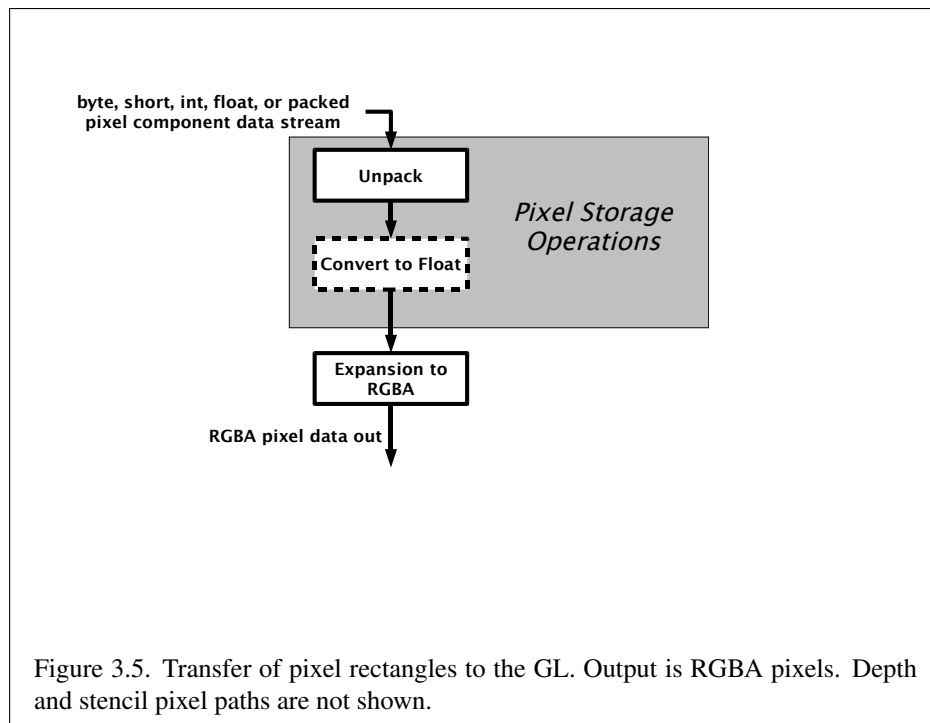 byte, short, int, float, or packed
pixel component data stream
Unpack
Pixel Storage
Operations
Convert to Float
Expansion to
RGBA
RGBA pixel data out
Figure 3.5. Transfer of pixel rectangles to the GL. Output is RGBA pixels. Depth
and stencil pixel paths are not shown.